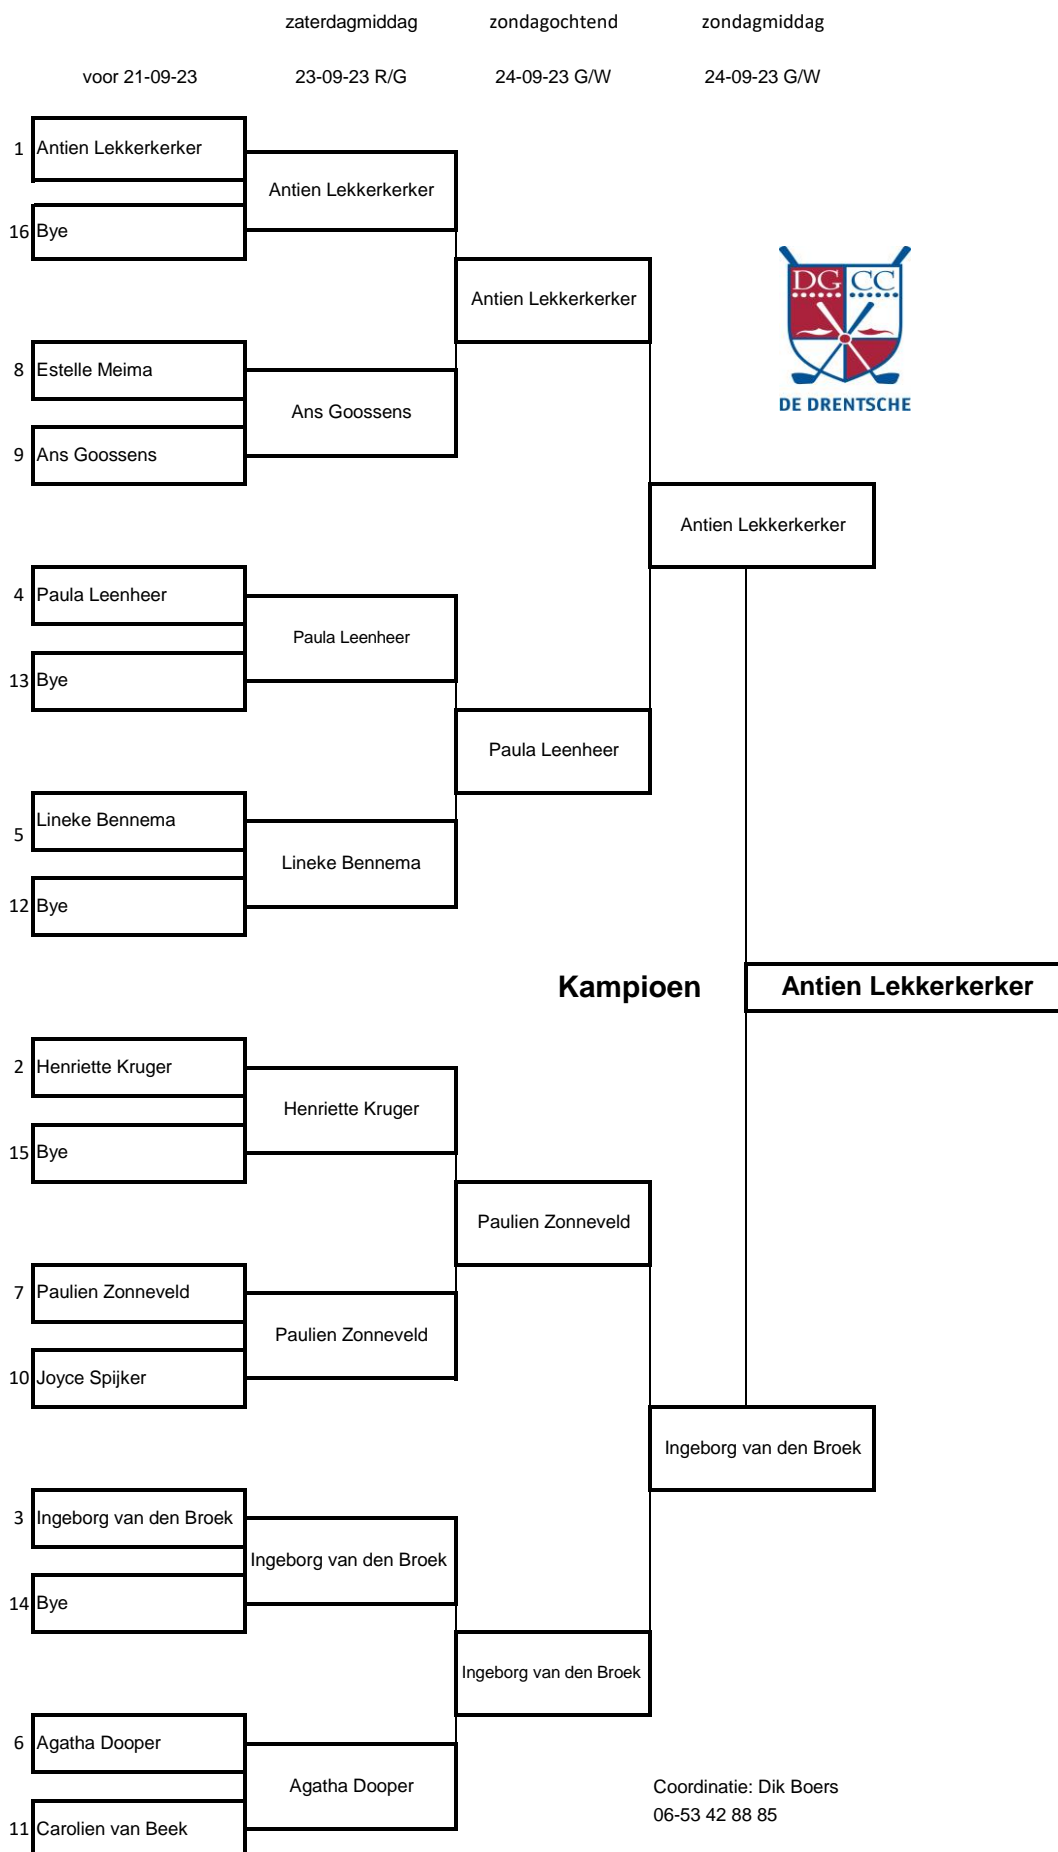 zaterdagmiddag zondagochtend zondagmiddag
voor 21-09-23 23-09-23 R/G 24-09-23 G/W 24-09-23 G/W
1 Antien Lekkerkerker
Antien Lekkerkerker
16 Bye
Antien Lekkerkerker
DG CC
DE DRENTSCHE
8 Estelle Meima
Ans Goossens
9 Ans Goossens
Antien Lekkerkerker
4 Paula Leenheer
Paula Leenheer
13 Bye
Paula Leenheer
5 Lineke Bennema
Lineke Bennema
12 Bye
Kampioen Antien Lekkerkerker
2 Henriette Kruger
Henriette Kruger
15 Bye
Paulien Zonneveld
7 Paulien Zonneveld
Paulien Zonneveld
10 Joyce Spijker
Ingeborg van den Broek
3 Ingeborg van den Broek
Ingeborg van den Broek
14 Bye
Ingeborg van den Broek
6 Agatha Dooper
Agatha Dooper
11 Carolien van Beek
Coordinatie: Dik Boers
06-53 42 88 85